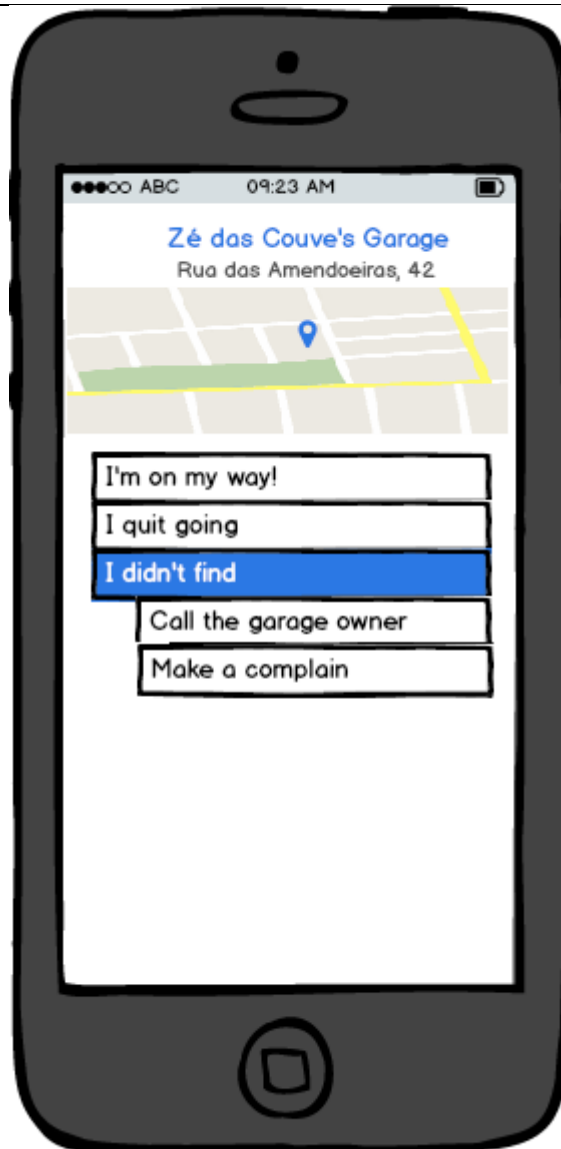 ABC 09:23 AM
Zé das Couve's Garage
Rua das Amendoeiras, 42
I'm on my way!
I quit going
I didn't find
Call the garage owner
Make a complain